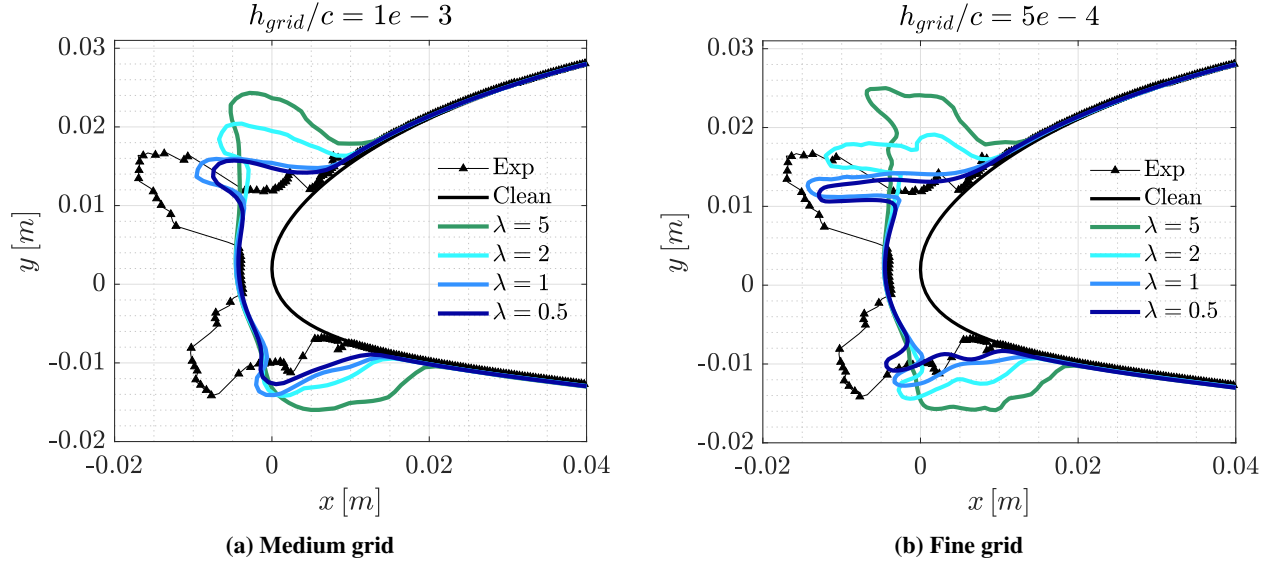 h_grid/c = 1e − 3
0.03
0.02
0.01
0
-0.01
-0.02
y [m]
-0.02
0
0.02
0.04
x [m]
Exp
Clean
λ = 5
λ = 2
λ = 1
λ = 0.5
(a) Medium grid
h_grid/c = 5e − 4
0.03
0.02
0.01
0
-0.01
-0.02
y [m]
-0.02
0
0.02
0.04
x [m]
Exp
Clean
λ = 5
λ = 2
λ = 1
λ = 0.5
(b) Fine grid